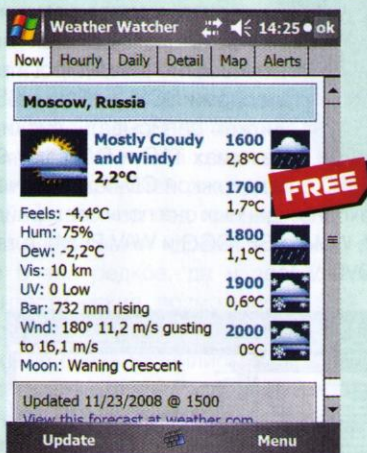 Weather Watcher 14:25 ok
Now Hourly Daily Detail Map Alerts
Moscow, Russia
Mostly Cloudy and Windy
2,2°C
Feels: -4,4°C
Hum: 75%
Dew: -2,2°C
Vis: 10 km
UV: 0 Low
Bar: 732 mm rising
Wnd: 180° 11,2 m/s gusting
to 16,1 m/s
Moon: Waning Crescent
1600
2,8°C
1700
1,7°C
1800
1,1°C
1900
0,6°C
2000
0°C
FREE
Updated 11/23/2008 @ 1500
View this forecast at weather.com
Update Menu